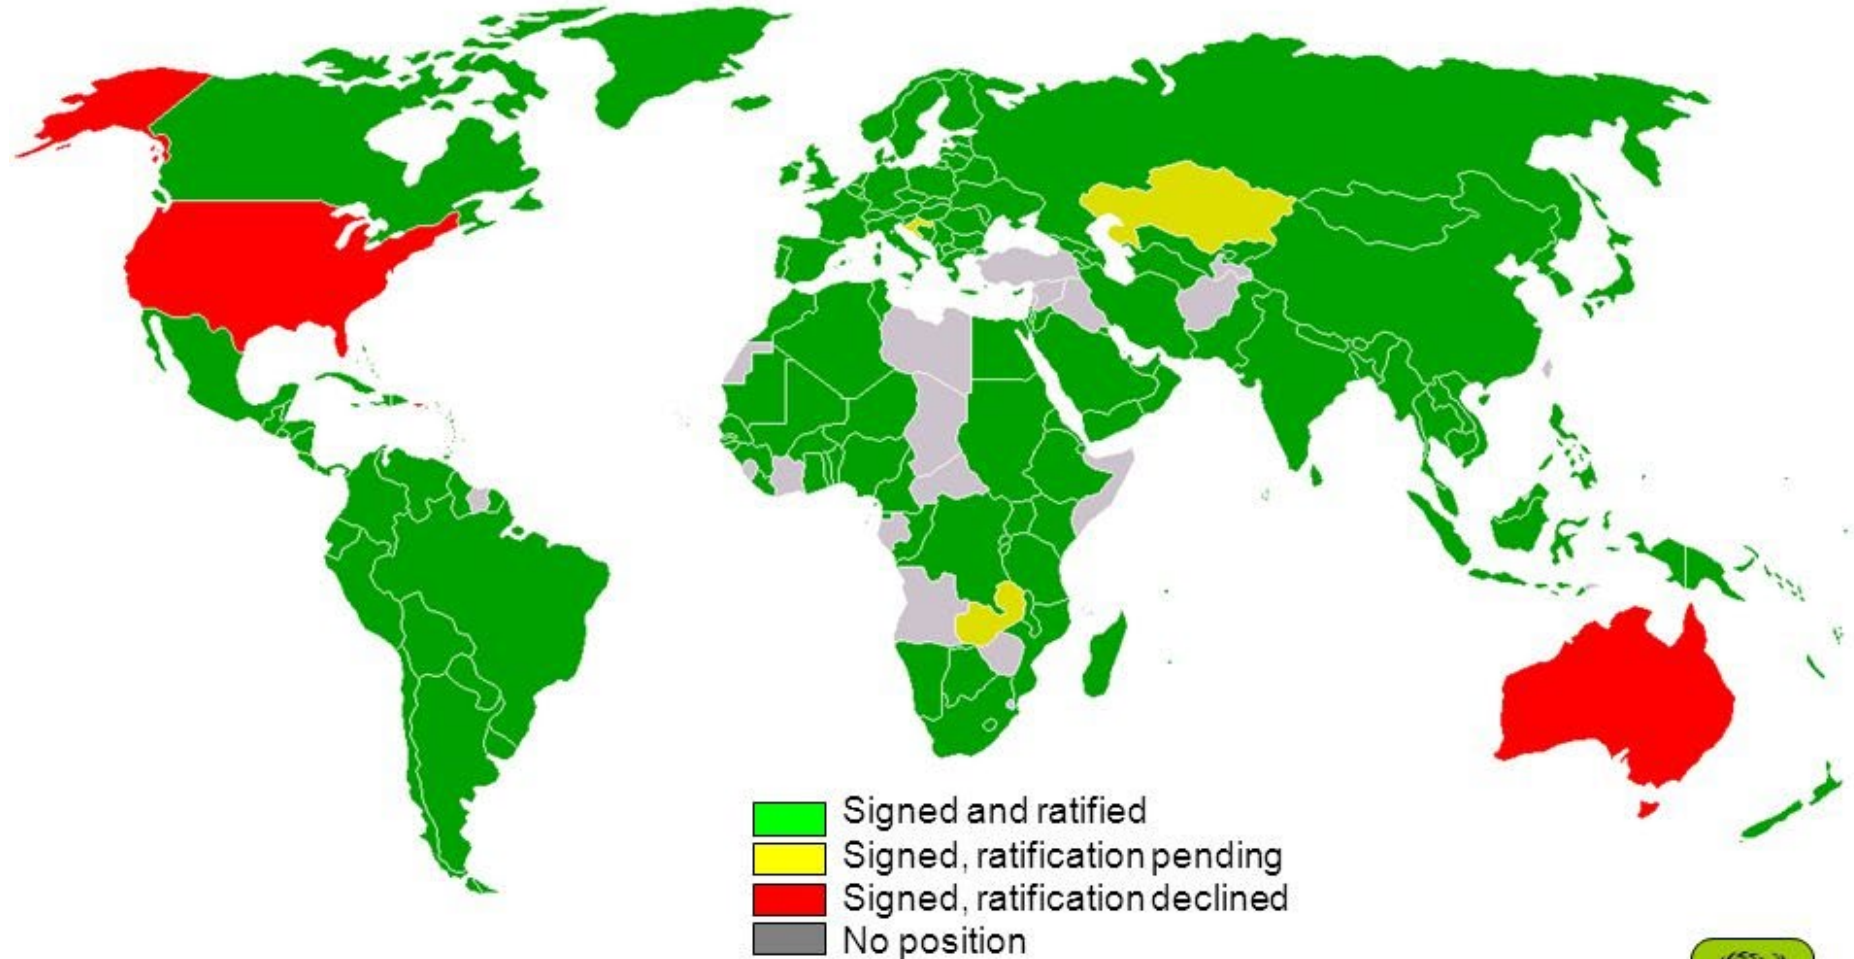 Signed and ratified
Signed, ratification pending
Signed, ratification declined
No position